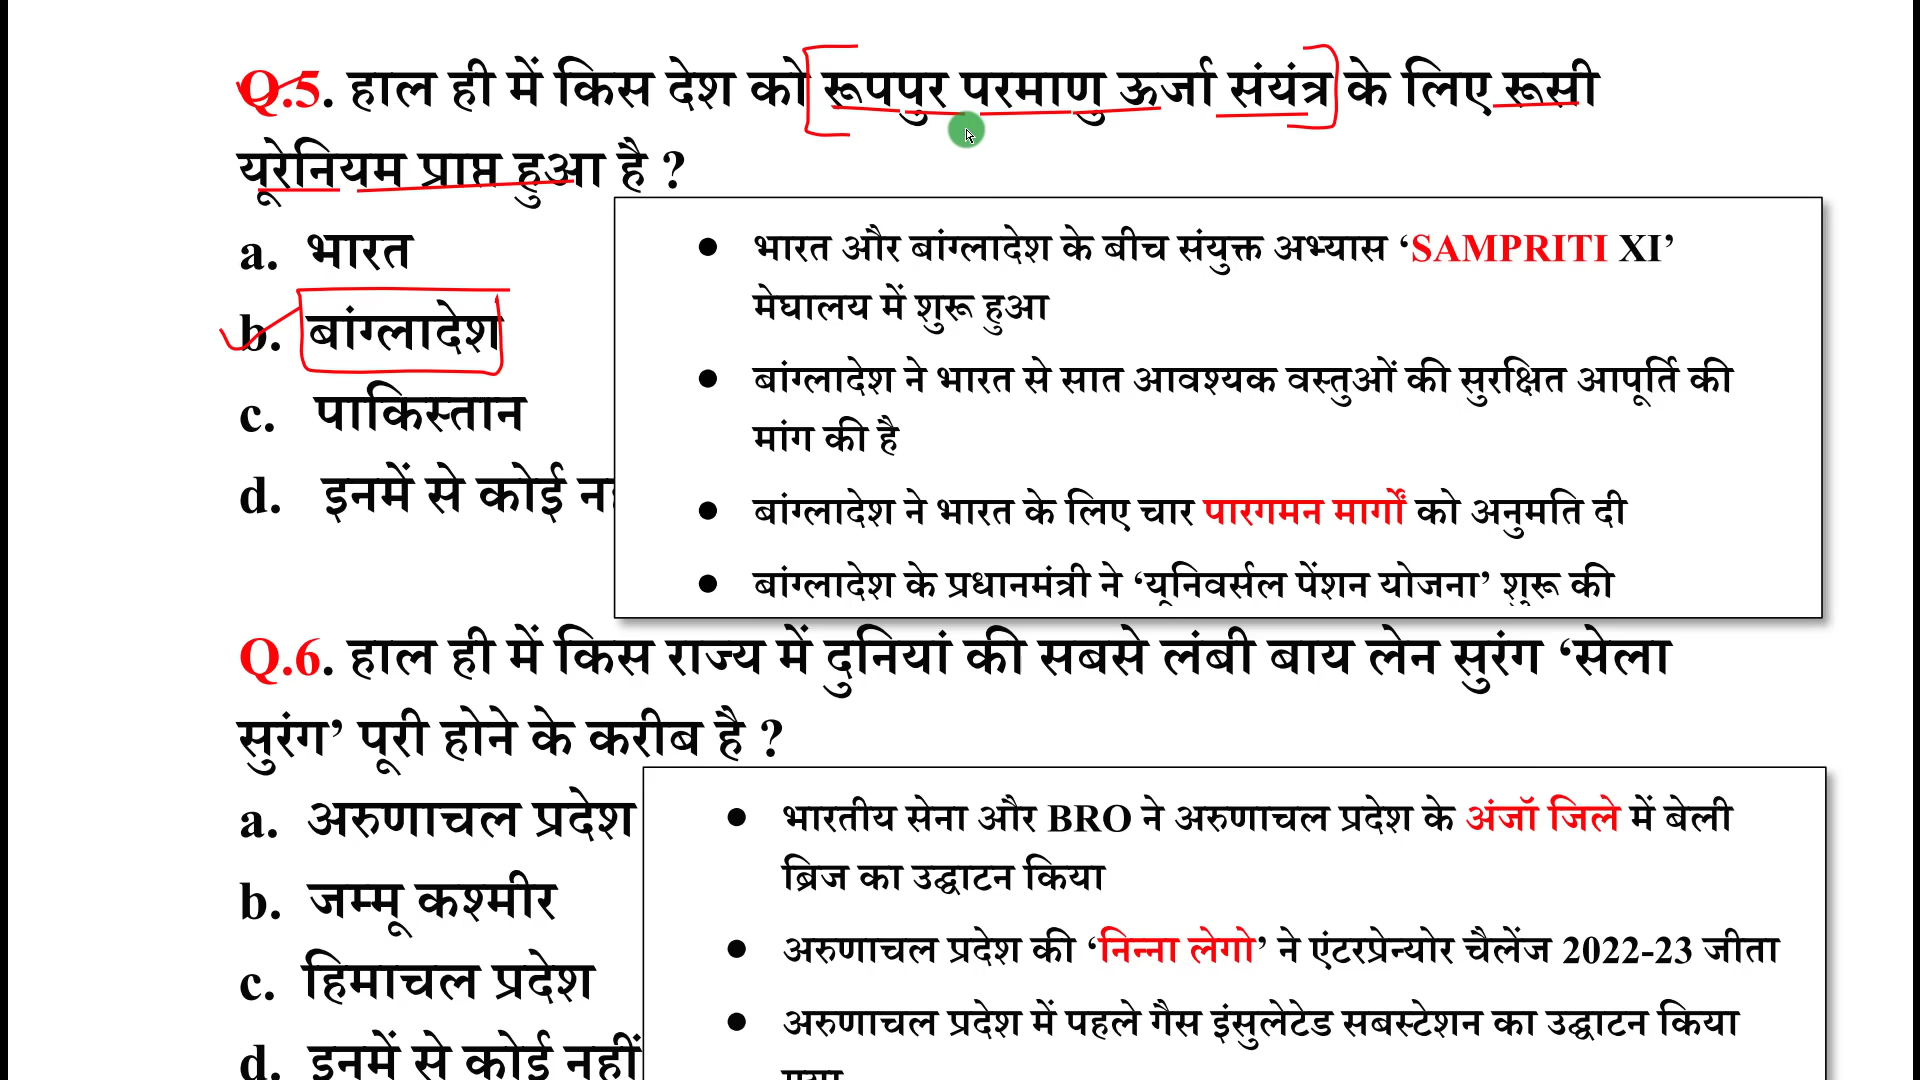 Q.5. हाल ही में किस देश को रूपपुर परमाणु ऊर्जा संयंत्र के लिए रूसी
यूरेनियम प्राप्त हुआ है ?
a. भारत
b. बांग्लादेश
c. पाकिस्तान
d. इनमें से कोई
● भारत और बांग्लादेश के बीच संयुक्त अभ्यास ‘SAMPRITI XI’
मेघालय में शुरू हुआ
● बांग्लादेश ने भारत से सात आवश्यक वस्तुओं की सुरक्षित आपूर्ति की
मांग की है
● बांग्लादेश ने भारत के लिए चार पारगमन मार्गों को अनुमति दी
● बांग्लादेश के प्रधानमंत्री ने ‘यूनिवर्सल पेंशन योजना’ शुरू की
Q.6. हाल ही में किस राज्य में दुनियां की सबसे लंबी बाय लेन सुरंग ‘सेला
सुरंग’ पूरी होने के करीब है ?
a. अरुणाचल प्रदेश
b. जम्मू कश्मीर
c. हिमाचल प्रदेश
d. इनमें से कोई नहीं
● भारतीय सेना और BRO ने अरुणाचल प्रदेश के अंजॉ जिले में बेली
ब्रिज का उद्घाटन किया
● अरुणाचल प्रदेश की ‘निन्ना लेगो’ ने एंटरप्रेन्योर चैलेंज 2022-23 जीता
● अरुणाचल प्रदेश में पहले गैस इंसुलेटेड सबस्टेशन का उद्घाटन किया